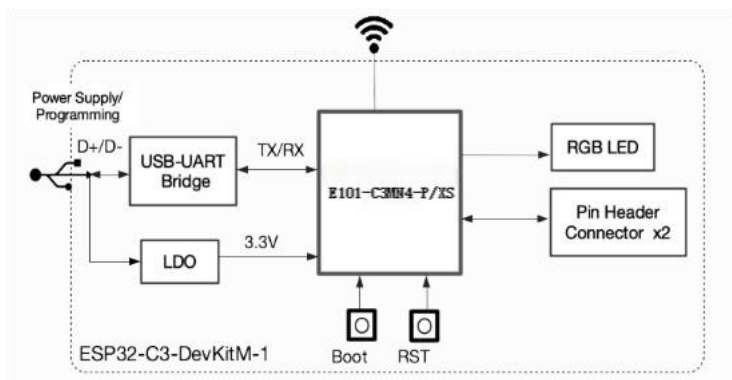 Power Supply/
Programming
D+/D-
USB-UART
Bridge
TX/RX
E101-C3MN4-P/XS
RGB LED
Pin Header
Connector x2
LDO
3.3V
Boot
RST
ESP32-C3-DevKitM-1